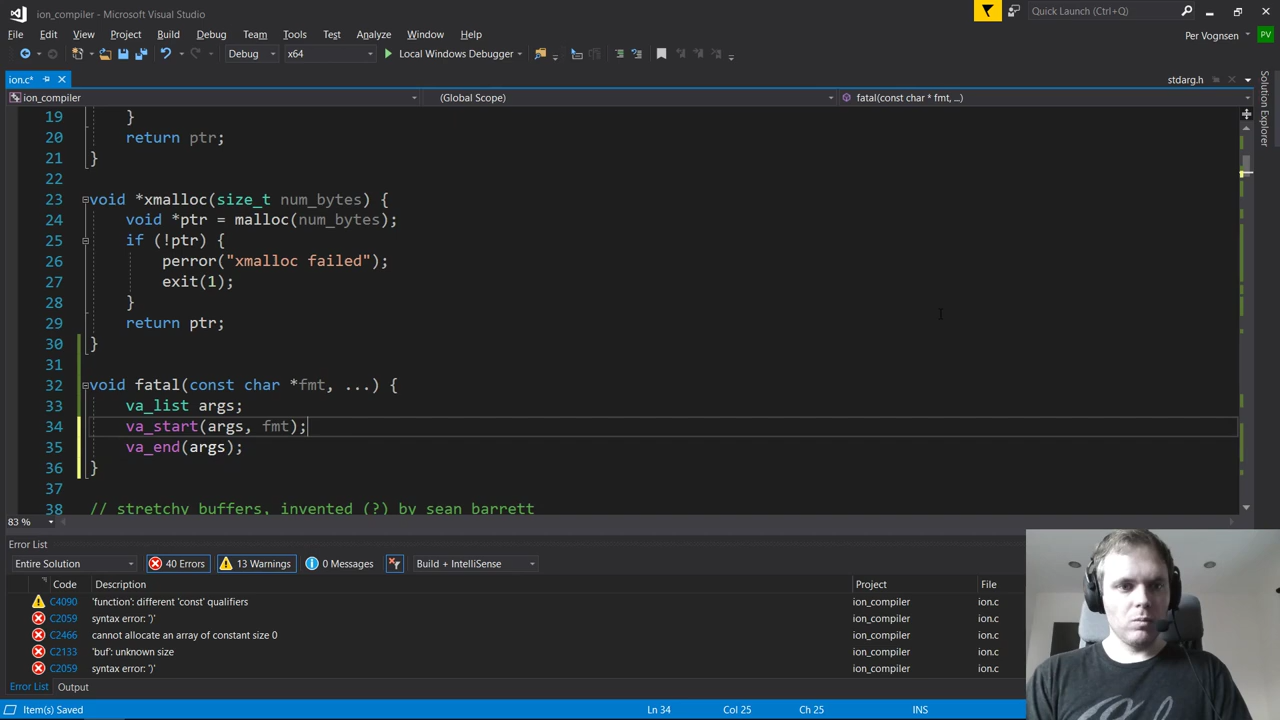 ion_compiler - Microsoft Visual Studio
Quick Launch (Ctrl+Q)
File Edit View Project Build Debug Team Tools Test Analyze Window Help
Per Vognsen PV
Debug x64 Local Windows Debugger
ion.c* stdarg.h
ion_compiler (Global Scope) fatal(const char * fmt, ...)
Solution Explorer
19 }
20 return ptr;
21 }
22
23 void *xmalloc(size_t num_bytes) {
24 void *ptr = malloc(num_bytes);
25 if (!ptr) {
26 perror("xmalloc failed");
27 exit(1);
28 }
29 return ptr;
30 }
31
32 void fatal(const char *fmt, ...) {
33 va_list args;
34 va_start(args, fmt);
35 va_end(args);
36 }
37
38 // stretchy buffers, invented (?) by sean barrett
83 %
Error List
Entire Solution 40 Errors 13 Warnings 0 Messages Build + IntelliSense
Code Description Project File
C4090 'function': different 'const' qualifiers ion_compiler ion.c
C2059 syntax error: ')' ion_compiler ion.c
C2466 cannot allocate an array of constant size 0 ion_compiler ion.c
C2133 'buf': unknown size ion_compiler ion.c
C2059 syntax error: ')' ion_compiler ion.c
Error List Output
Item(s) Saved Ln 34 Col 25 Ch 25 INS